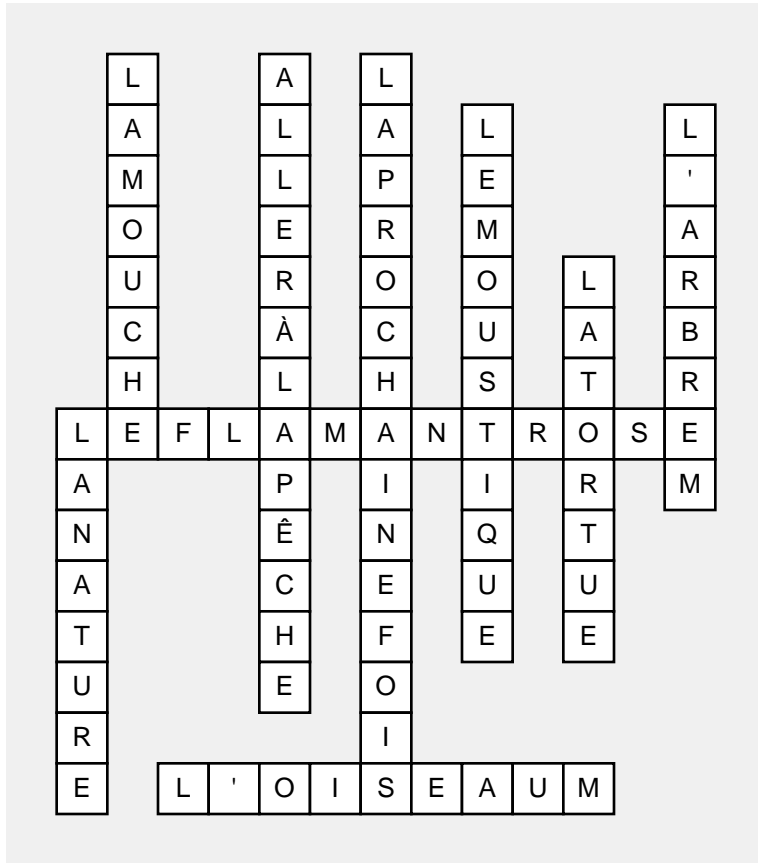 LAMOUCHE
ALLERÀLAPÊCHE
LAPROCHAINEFOIS
LEMOUSTIQUE
L'ARBREM
LATORTUE
LEFLAMANTROSE
LANATURE
L'OISEAUM